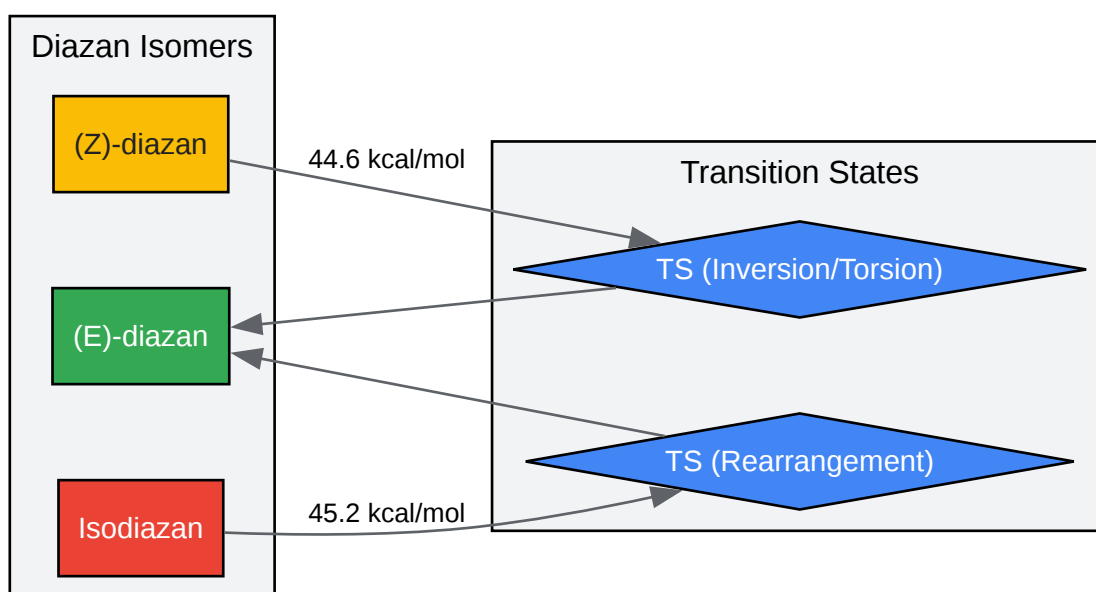 Diazan Isomers
(Z)-diazan
44.6 kcal/mol
Transition States
TS (Inversion/Torsion)
(E)-diazan
TS (Rearrangement)
Isodiazan
45.2 kcal/mol